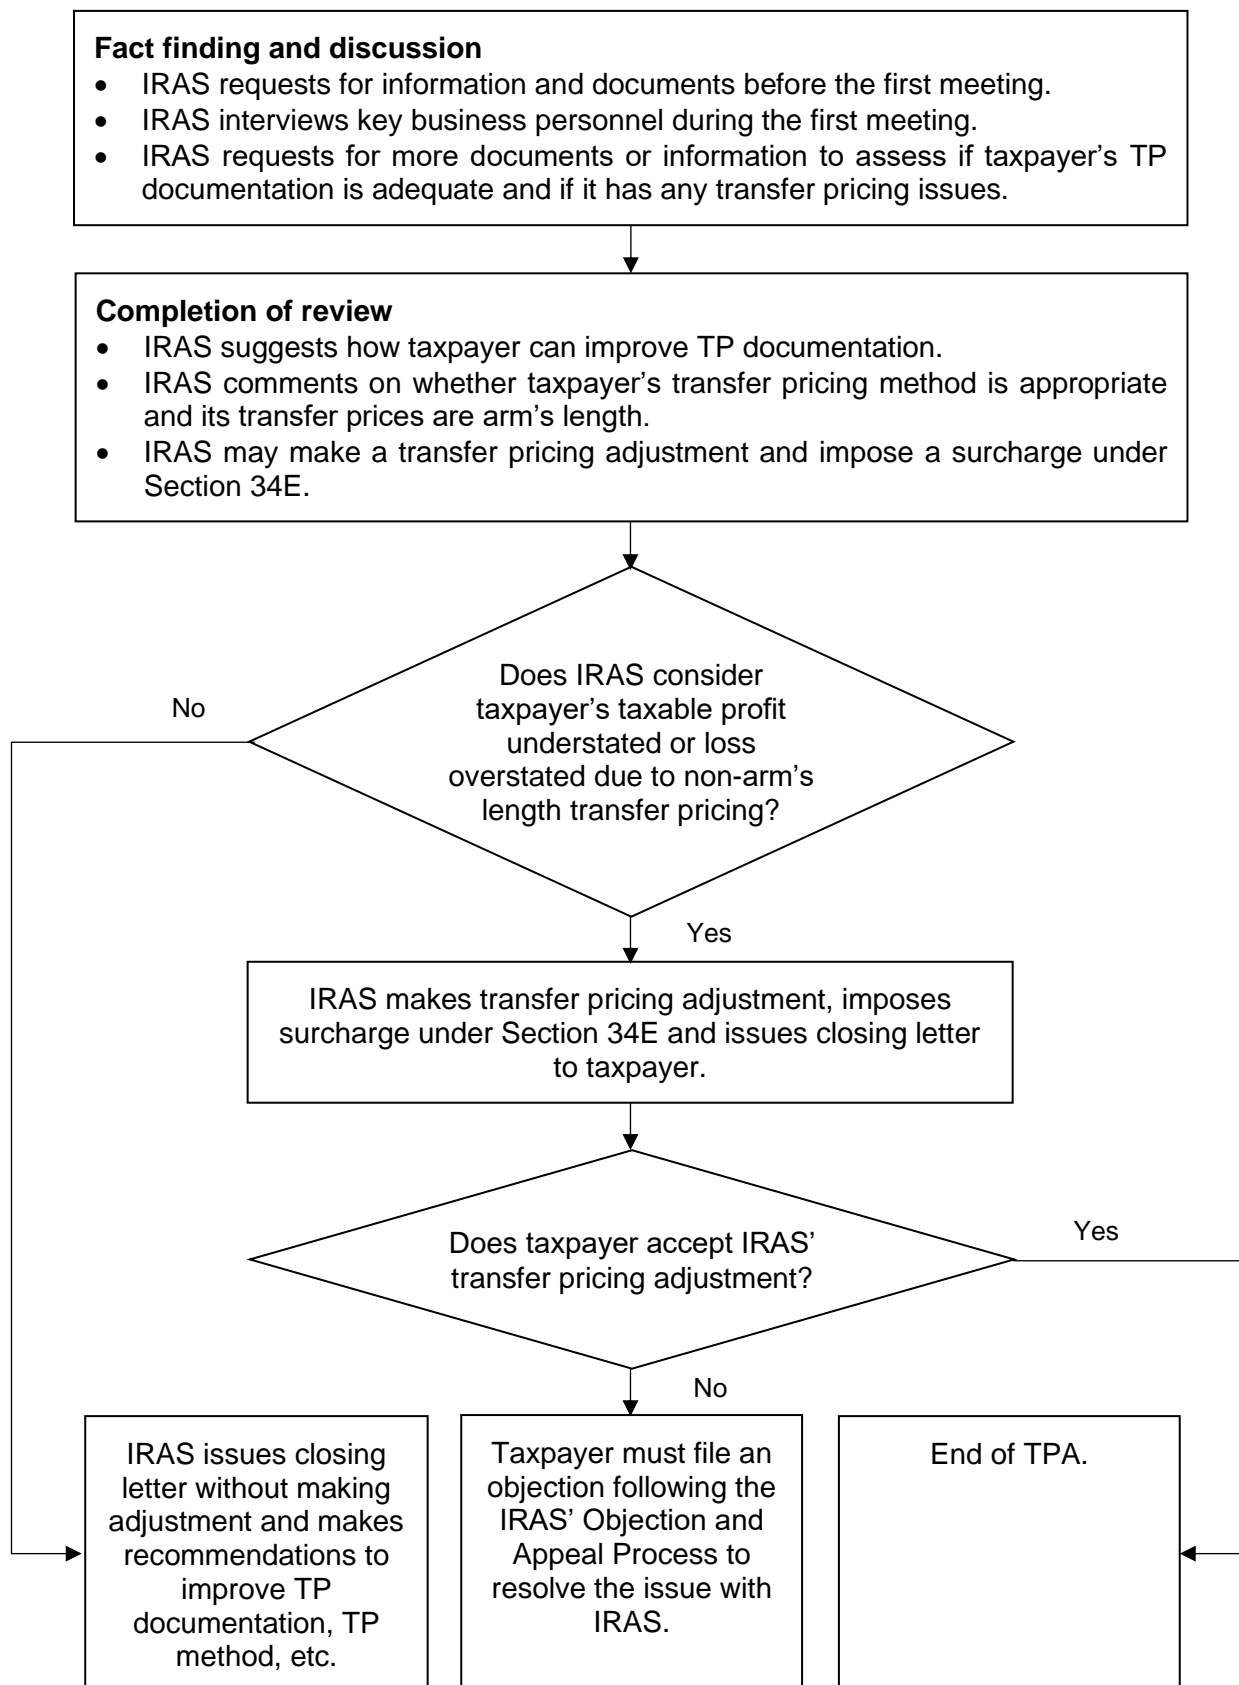 Fact finding and discussion
• IRAS requests for information and documents before the first meeting.
• IRAS interviews key business personnel during the first meeting.
• IRAS requests for more documents or information to assess if taxpayer’s TP
documentation is adequate and if it has any transfer pricing issues.
Completion of review
• IRAS suggests how taxpayer can improve TP documentation.
• IRAS comments on whether taxpayer’s transfer pricing method is appropriate
and its transfer prices are arm’s length.
• IRAS may make a transfer pricing adjustment and impose a surcharge under
Section 34E.
Does IRAS consider
taxpayer’s taxable profit
understated or loss
overstated due to non-arm’s
length transfer pricing?
No
Yes
IRAS makes transfer pricing adjustment, imposes
surcharge under Section 34E and issues closing letter
to taxpayer.
Does taxpayer accept IRAS’
transfer pricing adjustment?
Yes
No
IRAS issues closing
letter without making
adjustment and makes
recommendations to
improve TP
documentation, TP
method, etc.
Taxpayer must file an
objection following the
IRAS’ Objection and
Appeal Process to
resolve the issue with
IRAS.
End of TPA.